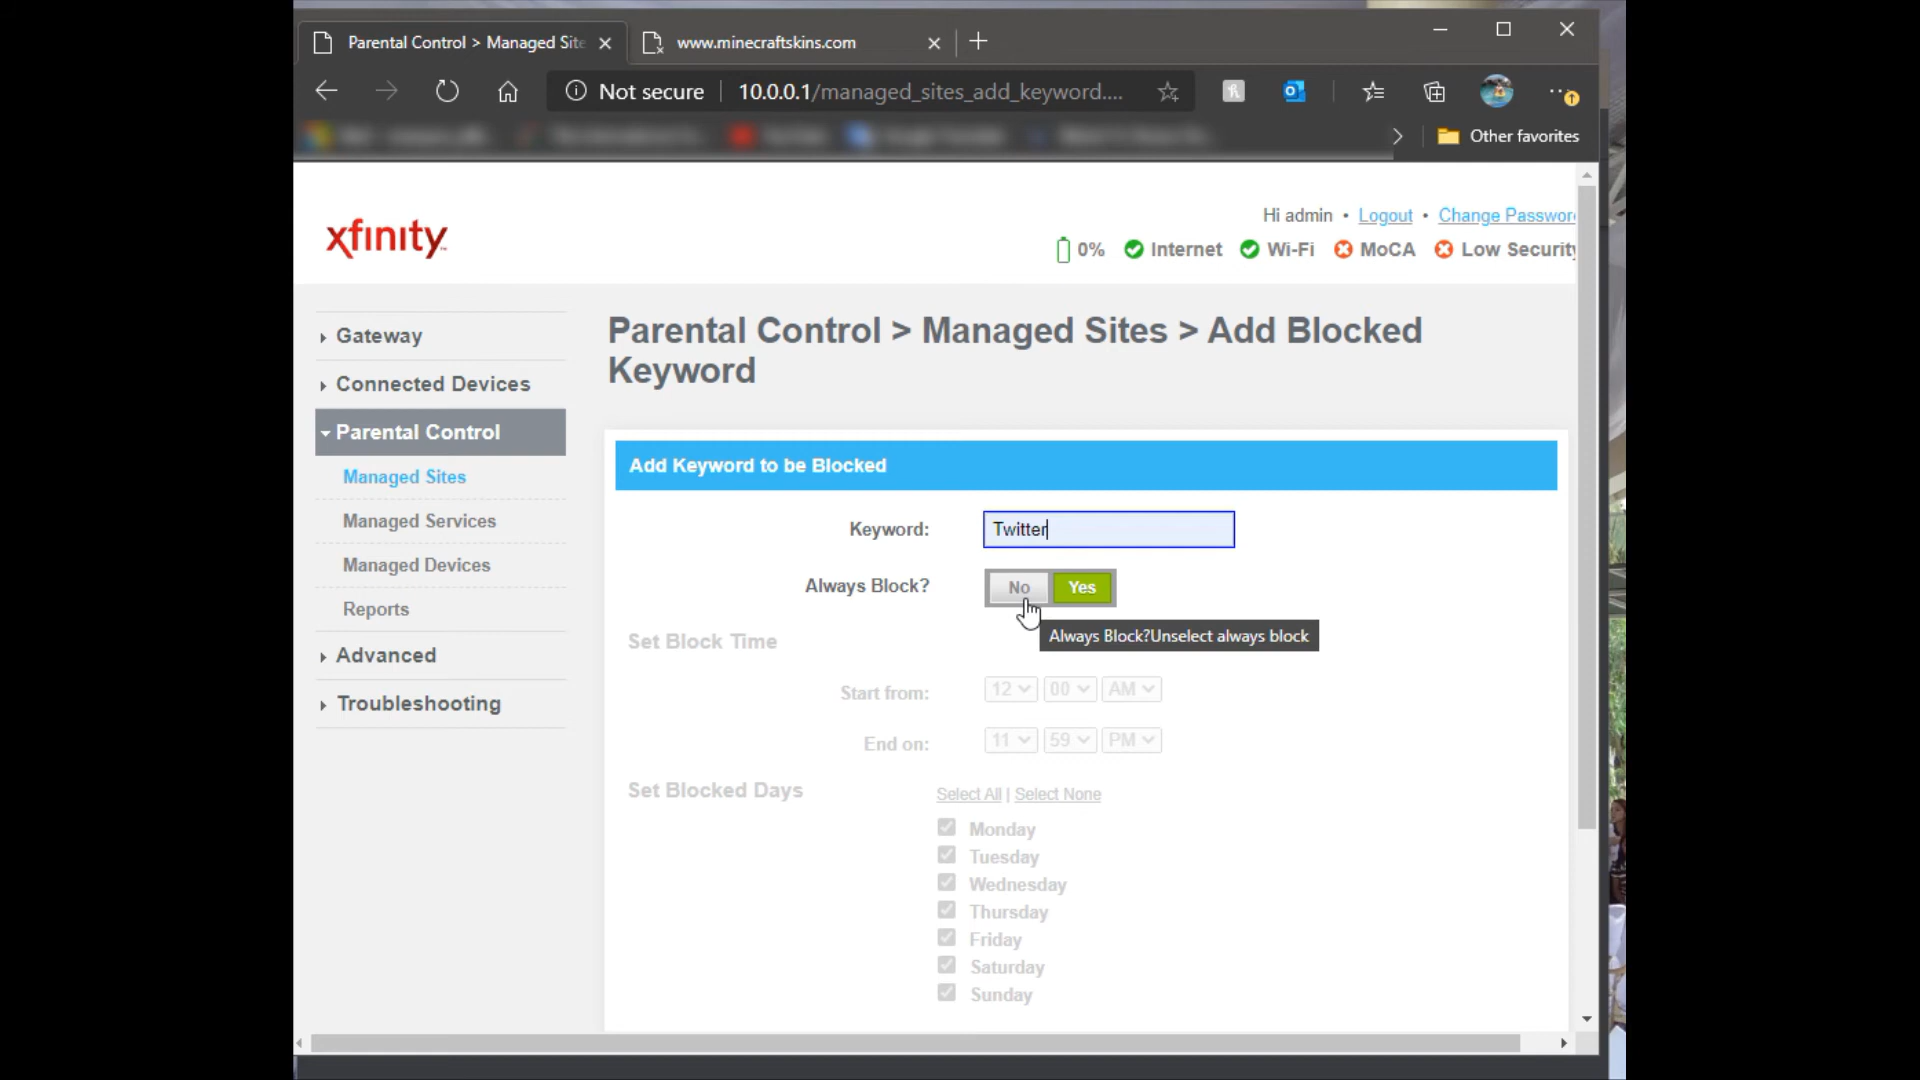 Parental Control > Managed Site
www.minecraftskins.com
Not secure
10.0.0.1/managed_sites_add_keyword....
Other favorites
xfinity
Hi admin • Logout • Change Password
0% Internet Wi-Fi MoCA Low Security
Gateway
Connected Devices
Parental Control
Managed Sites
Managed Services
Managed Devices
Reports
Advanced
Troubleshooting
Parental Control > Managed Sites > Add Blocked
Keyword
Add Keyword to be Blocked
Keyword: Twitter
Always Block? No Yes
Always Block?Unselect always block
Set Block Time
Start from: 12 00 AM
End on: 11 59 PM
Set Blocked Days
Select All | Select None
Monday
Tuesday
Wednesday
Thursday
Friday
Saturday
Sunday